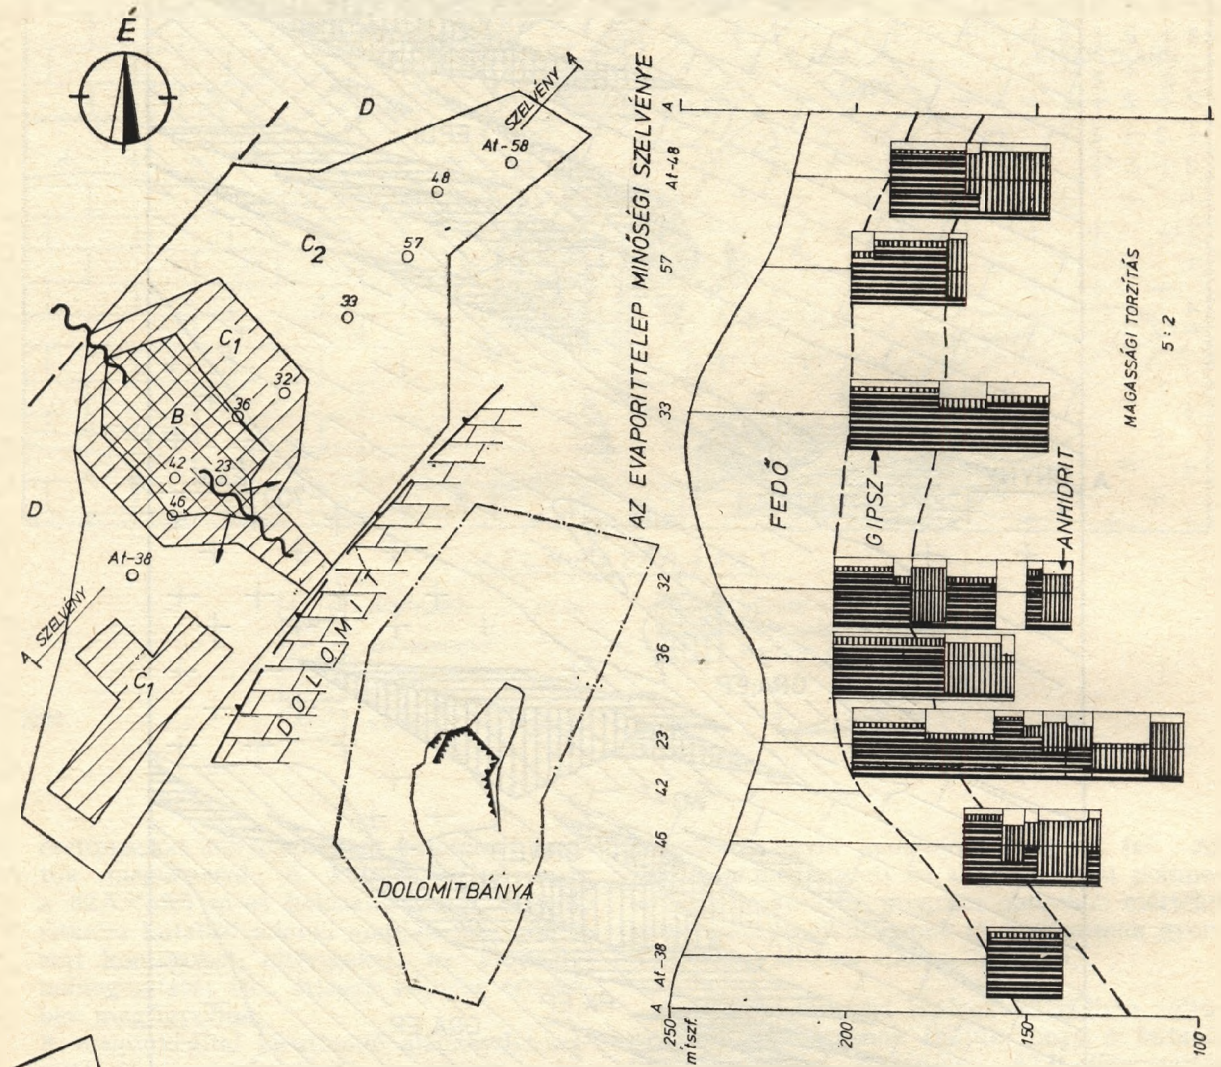 É
D
SZELVÉNY A
At-58
48
C2
57
33
C1
32
36
B
42
23
46
D
At-38
A SZELVÉNY
C1
DOLOMIT
DOLOMITBÁNYA
AZ EVAPORITTELEP MINŐSÉGI SZELVÉNYE
A
At-48
57
33
32
36
23
42
46
At-38
A
FEDŐ
GIPSZ
ANHIDRIT
MAGASSÁGI TORZÍTÁS
5:2
250
mtszf.
200
150
100